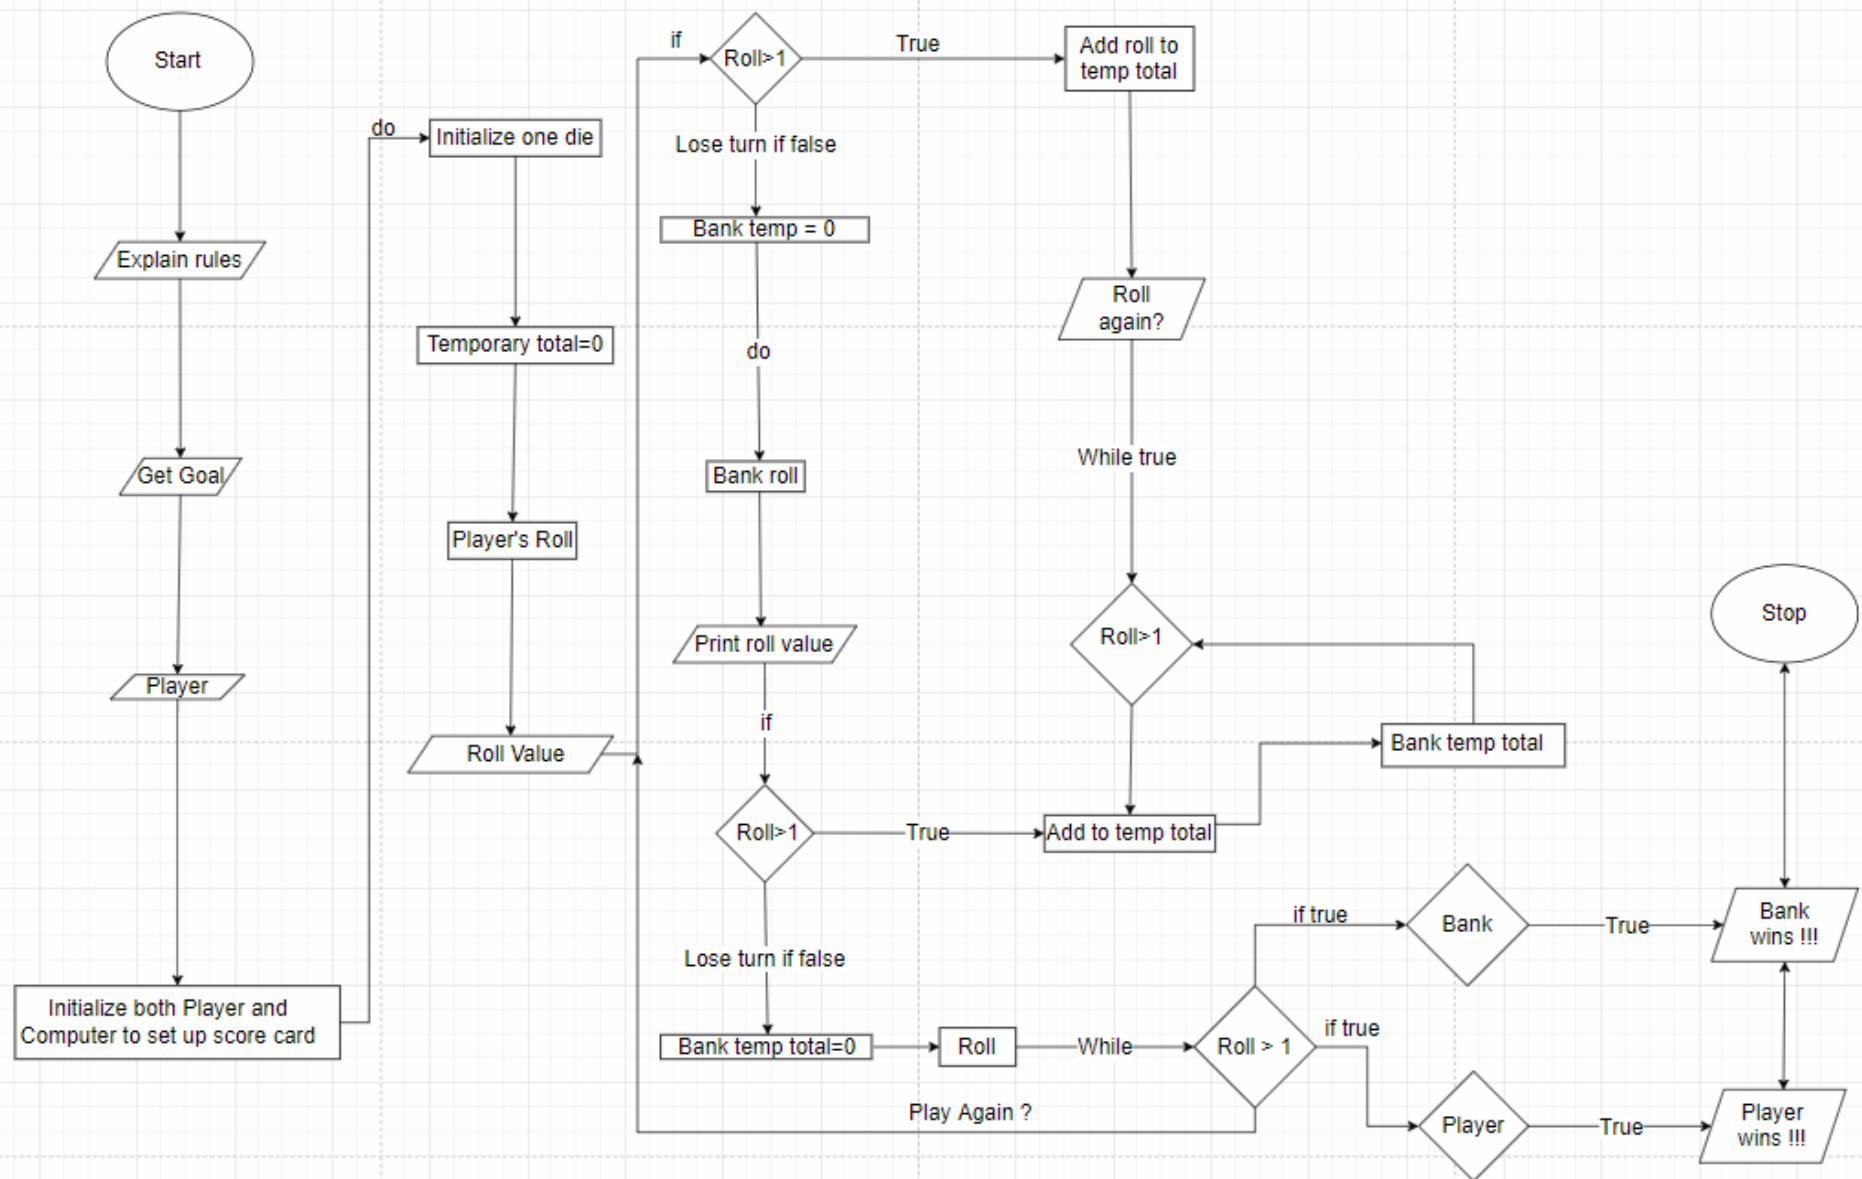 Start
Explain rules
Get Goal
Player
Initialize both Player and
Computer to set up score card
do
Initialize one die
Temporary total=0
Player's Roll
Roll Value
if
Roll>1
True
Add roll to
temp total
Lose turn if false
Bank temp = 0
do
Bank roll
Print roll value
if
Roll>1
True
Add to temp total
Roll
again?
While true
Roll>1
Bank temp total
Lose turn if false
Bank temp total=0
Roll
While
Roll > 1
Play Again ?
if true
Bank
True
Bank
wins !!!
if true
Player
True
Player
wins !!!
Stop